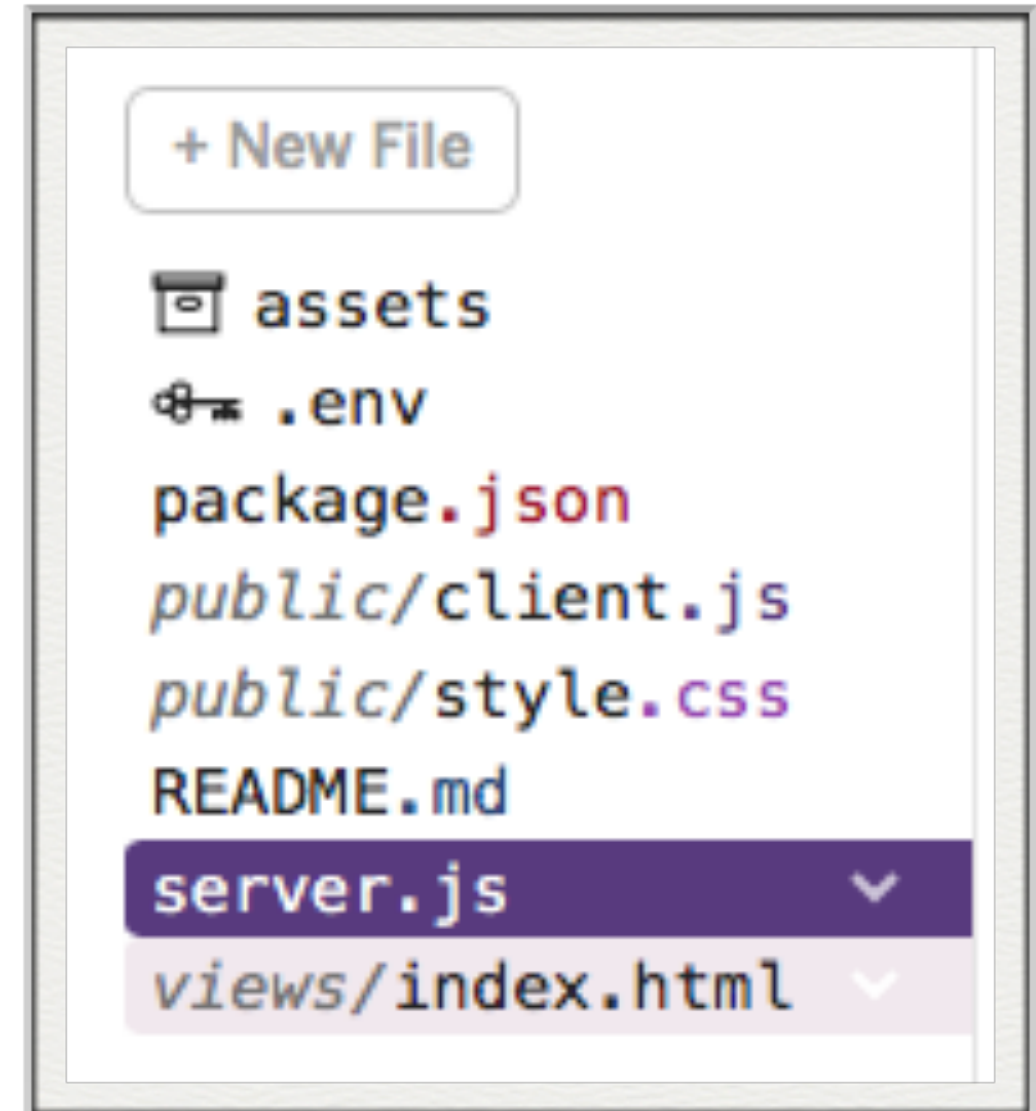 + New File
assets
.env
package.json
public/client.js
public/style.css
README.md
server.js
views/index.html